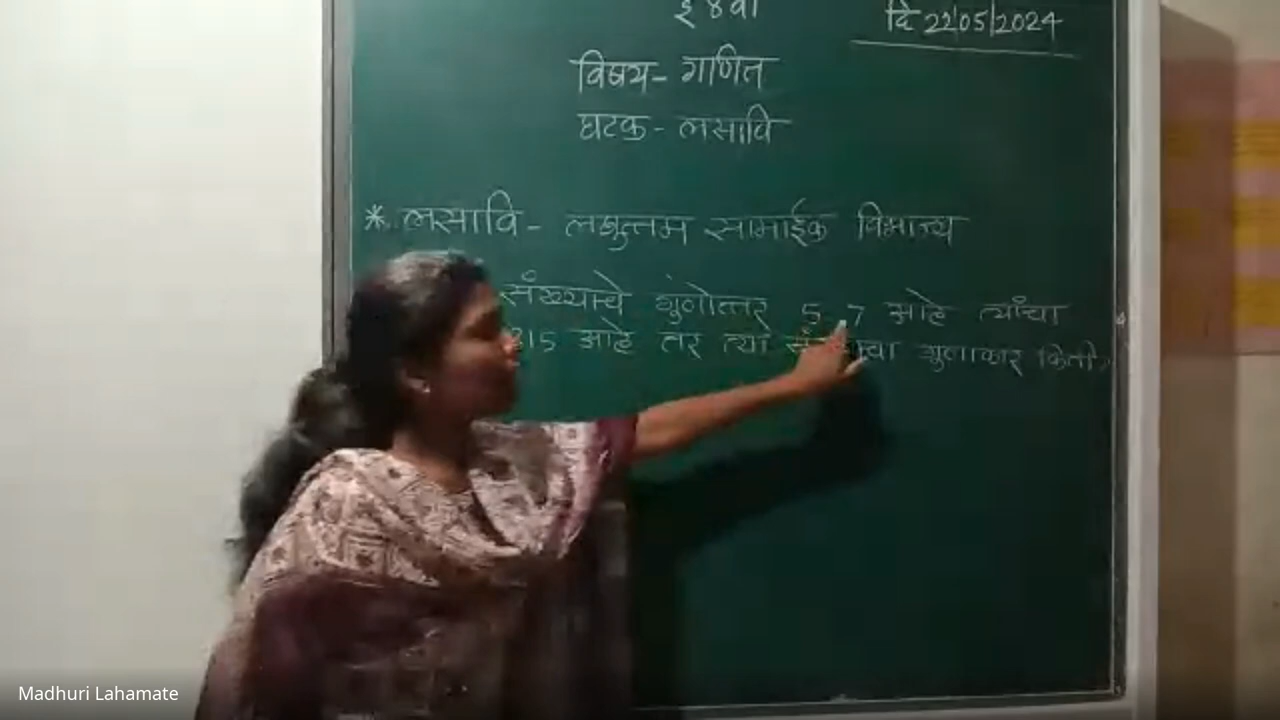 इ 8वी
दि 22/05/2024
विषय - गणित
घटक - लसावि
* लसावि - लघुत्तम सामाईक विभाज्य
संख्याचे गुंणोत्तर 5 7 आहे त्यांचा
315 आहे तर त्या गुणाकार किती
Madhuri Lahamate